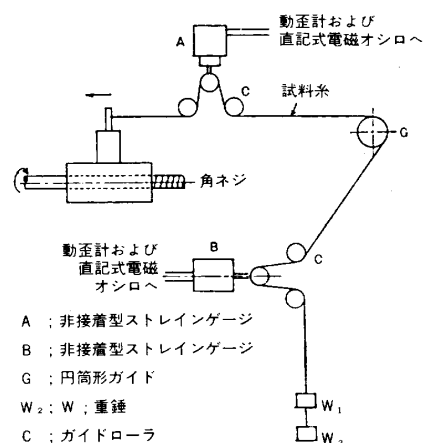 A
動歪計および
直記式電磁オシロへ
C
試料糸
G
角ネジ
動歪計および
直記式電磁
オシロへ
B
C
A ; 非接着型ストレインゲージ
B ; 非接着型ストレインゲージ
G ; 円筒形ガイド
W₂ ; W ; 重錘
C ; ガイドローラ
W₁
W₂